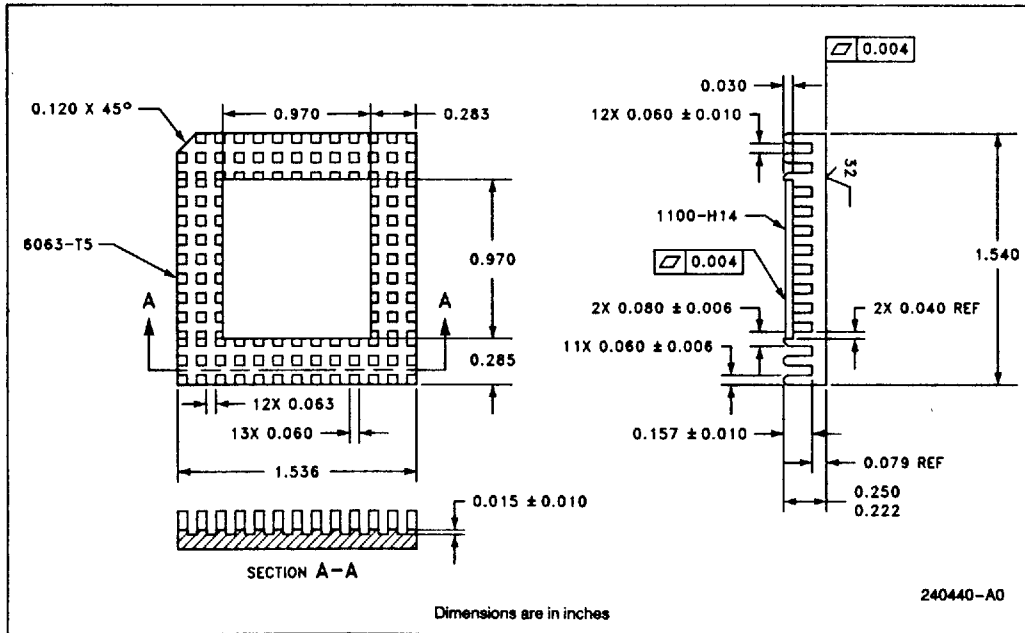 0.004
0.030
0.120 X 45°
0.970
0.283
12X 0.060 ± 0.010
32
6063-T5
1100-H14
0.970
1.540
0.004
A
A
2X 0.080 ± 0.006
2X 0.040 REF
0.285
11X 0.060 ± 0.006
12X 0.063
13X 0.060
0.157 ± 0.010
1.536
0.079 REF
0.250
0.222
0.015 ± 0.010
SECTION A-A
240440-A0
Dimensions are in inches